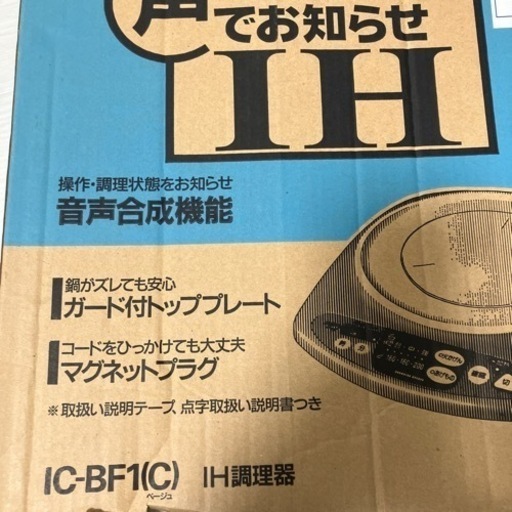 声でお知らせ
IH
操作・調理状態をお知らせ
音声合成機能
鍋がズレても安心
ガード付トッププレート
コードをひっかけても大丈夫
マグネットプラグ
※取扱い説明テープ、点字取扱い説明書つき
IC-BF1(C) IH調理器
ベージュ